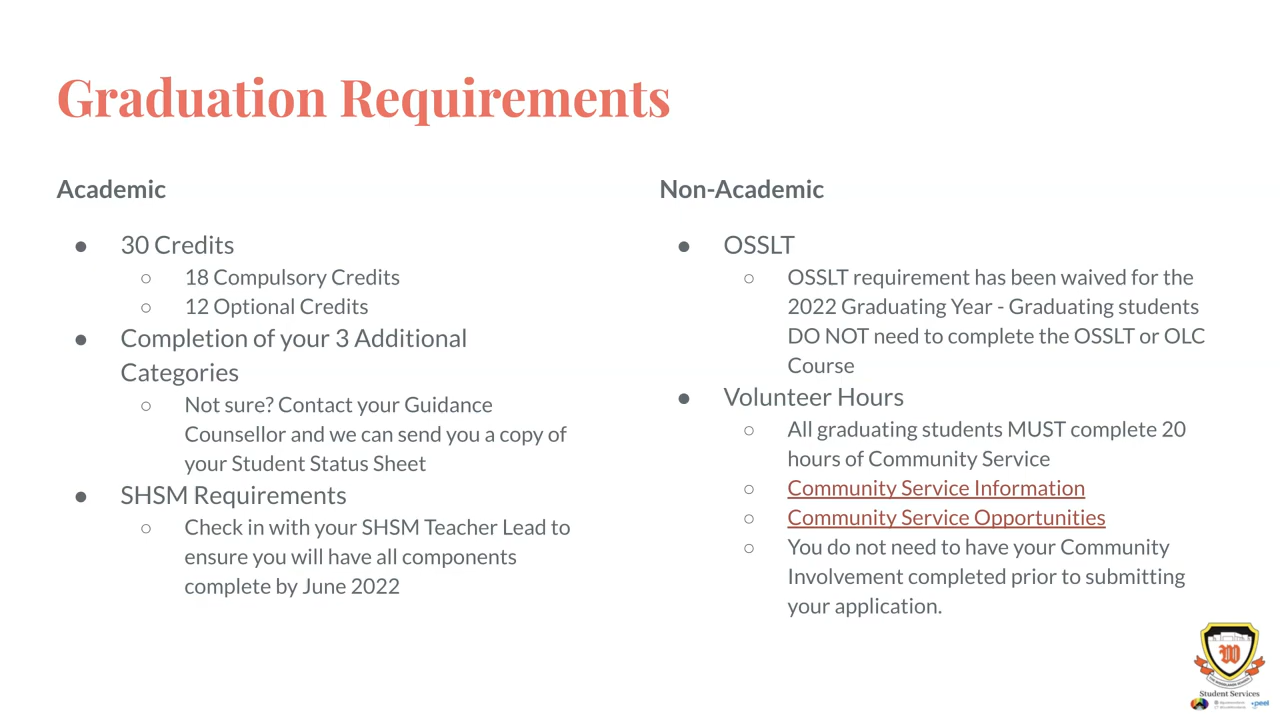 Graduation Requirements
Academic
● 30 Credits
○ 18 Compulsory Credits
○ 12 Optional Credits
● Completion of your 3 Additional
Categories
○ Not sure? Contact your Guidance
Counsellor and we can send you a copy of
your Student Status Sheet
● SHSM Requirements
○ Check in with your SHSM Teacher Lead to
ensure you will have all components
complete by June 2022
Non-Academic
● OSSLT
○ OSSLT requirement has been waived for the
2022 Graduating Year - Graduating students
DO NOT need to complete the OSSLT or OLC
Course
● Volunteer Hours
○ All graduating students MUST complete 20
hours of Community Service
○ Community Service Information
○ Community Service Opportunities
○ You do not need to have your Community
Involvement completed prior to submitting
your application.
W
Student Services
peel